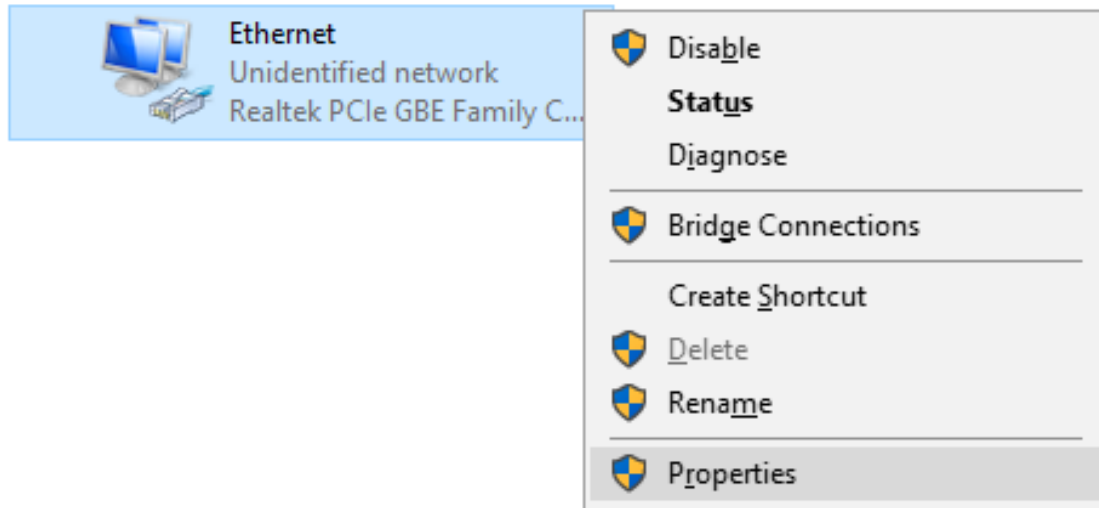 Ethernet
Unidentified network
Realtek PCIe GBE Family C...
Disable
Status
Diagnose
Bridge Connections
Create Shortcut
Delete
Rename
Properties